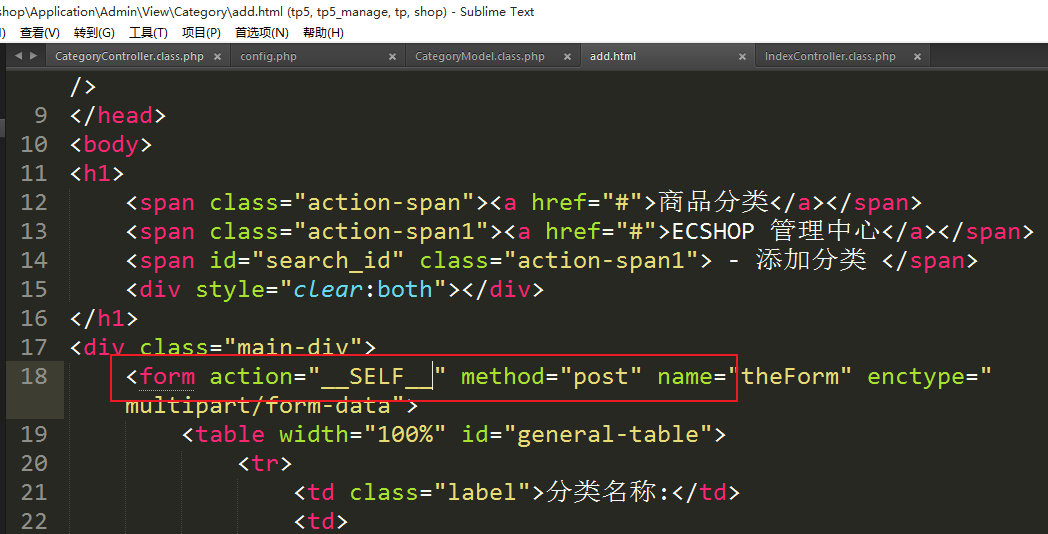 shop\Application\Admin\View\Category\add.html (tp5, tp5_manage, tp, shop) - Sublime Text
) 查看(V) 转到(G) 工具(T) 项目(P) 首选项(N) 帮助(H)
CategoryController.class.php × config.php × CategoryModel.class.php × add.html × IndexController.class.php ×
/>
9 </head>
10 <body>
11 <h1>
12 <span class="action-span"><a href="#">商品分类</a></span>
13 <span class="action-span1"><a href="#">ECSHOP 管理中心</a></span>
14 <span id="search_id" class="action-span1"> - 添加分类 </span>
15 <div style="clear:both"></div>
16 </h1>
17 <div class="main-div">
18 <form action="__SELF__" method="post" name="theForm" enctype="
multipart/form-data">
19 <table width="100%" id="general-table">
20 <tr>
21 <td class="label">分类名称:</td>
22 <td>